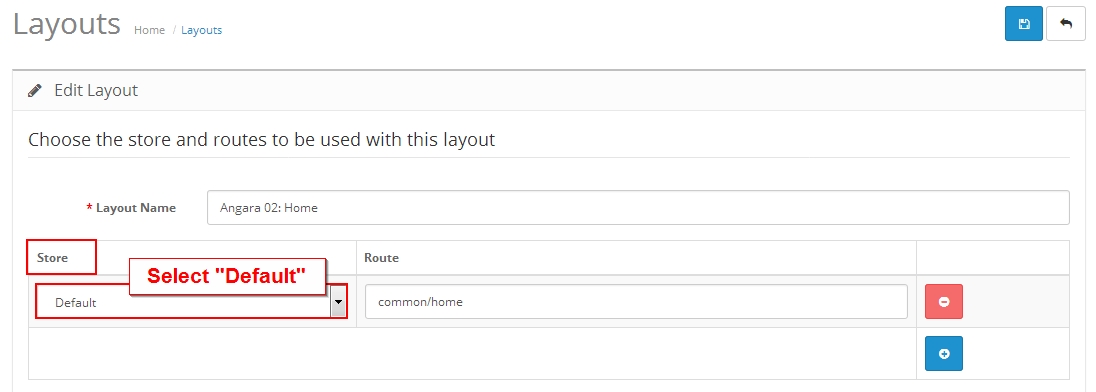 Layouts Home / Layouts
Edit Layout
Choose the store and routes to be used with this layout
* Layout Name Angara 02: Home
Store Route
Select "Default"
Default common/home